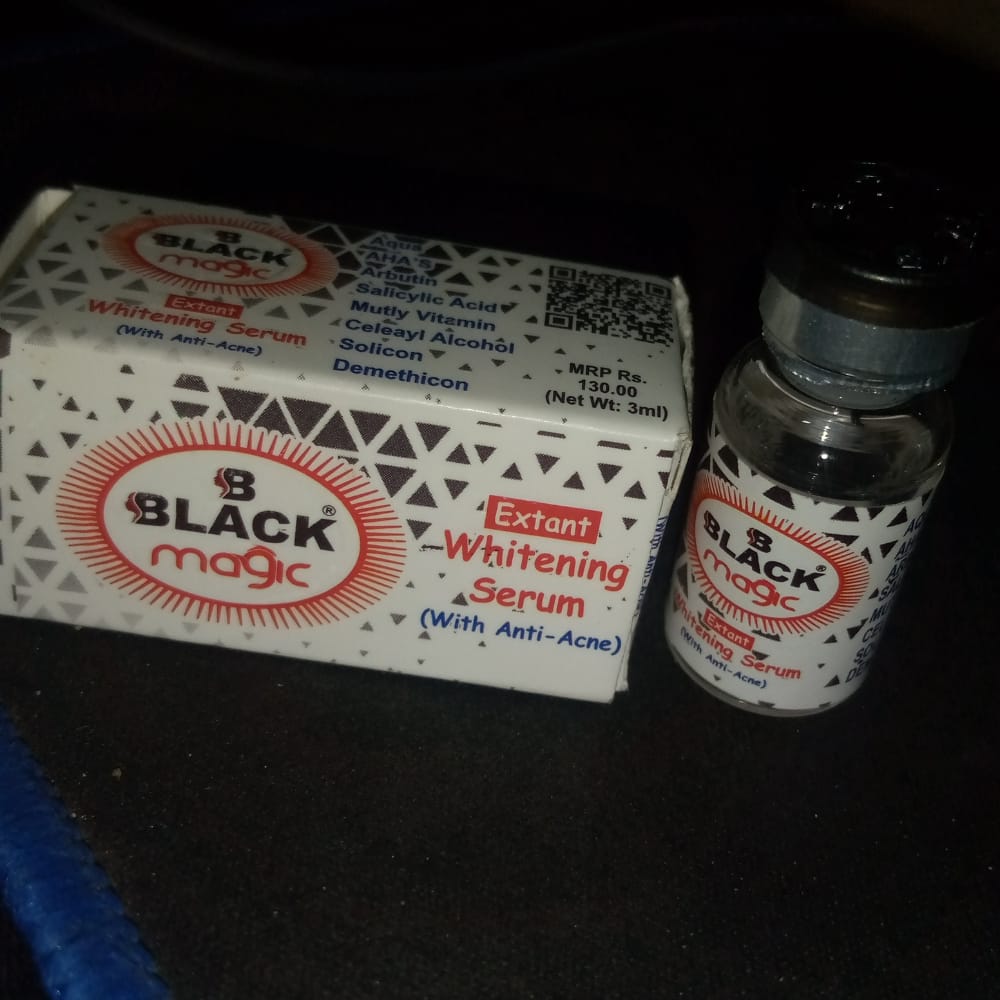 B
BLACK®
magic
Extant
Whitening Serum
(With Anti-Acne)
Aqua
AHA'S
Arbutin
Salicylic Acid
Mutly Vitamin
Celeayl Alcohol
Solicon
Demethicon
MRP Rs.
130.00
(Net Wt: 3ml)
B
BLACK®
magic
Extant
Whitening
Serum
(With Anti-Acne)
B
BLACK®
magic
Extant
Whitening Serum
(With Anti-Acne)